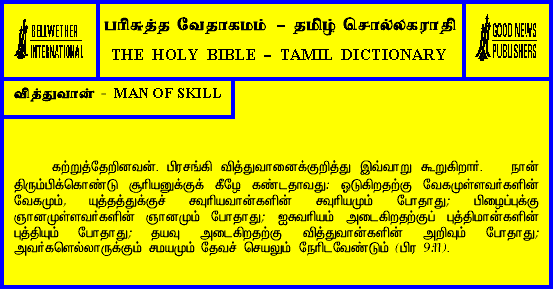 BELLWETHER
INTERNATIONAL
பரிசுத்த வேதாகமம் – தமிழ் சொல்லகராதி
THE HOLY BIBLE – TAMIL DICTIONARY
GOOD NEWS
PUBLISHERS
வித்துவான் - MAN OF SKILL
கற்றுத்தேறினவன். பிரசங்கி வித்துவானைக்குறித்து இவ்வாறு கூறுகிறார். நான்
திரும்பிக்கொண்டு சூரியனுக்குக் கீழே கண்டதாவது; ஓடுகிறதற்கு வேகமுள்ளவர்களின்
வேகமும், யுத்தத்துக்குச் சவுரியவான்களின் சவுரியமும் போதாது; பிழைப்புக்கு
ஞானமுள்ளவர்களின் ஞானமும் போதாது; ஐசுவரியம் அடைகிறதற்குப் புத்திமான்களின்
புத்தியும் போதாது; தயவு அடைகிறதற்கு வித்துவான்களின் அறிவும் போதாது;
அவர்களெல்லாருக்கும் சமயமும் தேவச் செயலும் நேரிடவேண்டும் (பிர 9:11).